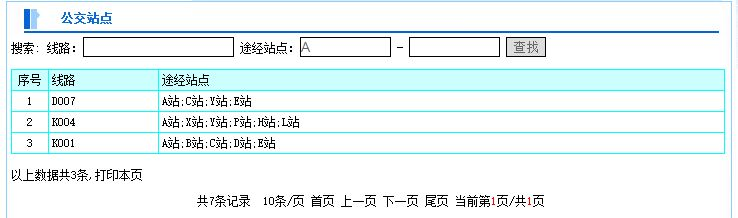 公交站点
搜索: 线路: 途经站点: A - 查找
序号 线路 途经站点
1 D007 A站;C站;Y站;E站
2 K004 A站;X站;Y站;P站;H站;L站
3 K001 A站;B站;C站;D站;E站
以上数据共3条,打印本页
共7条记录 10条/页 首页 上一页 下一页 尾页 当前第1页/共1页